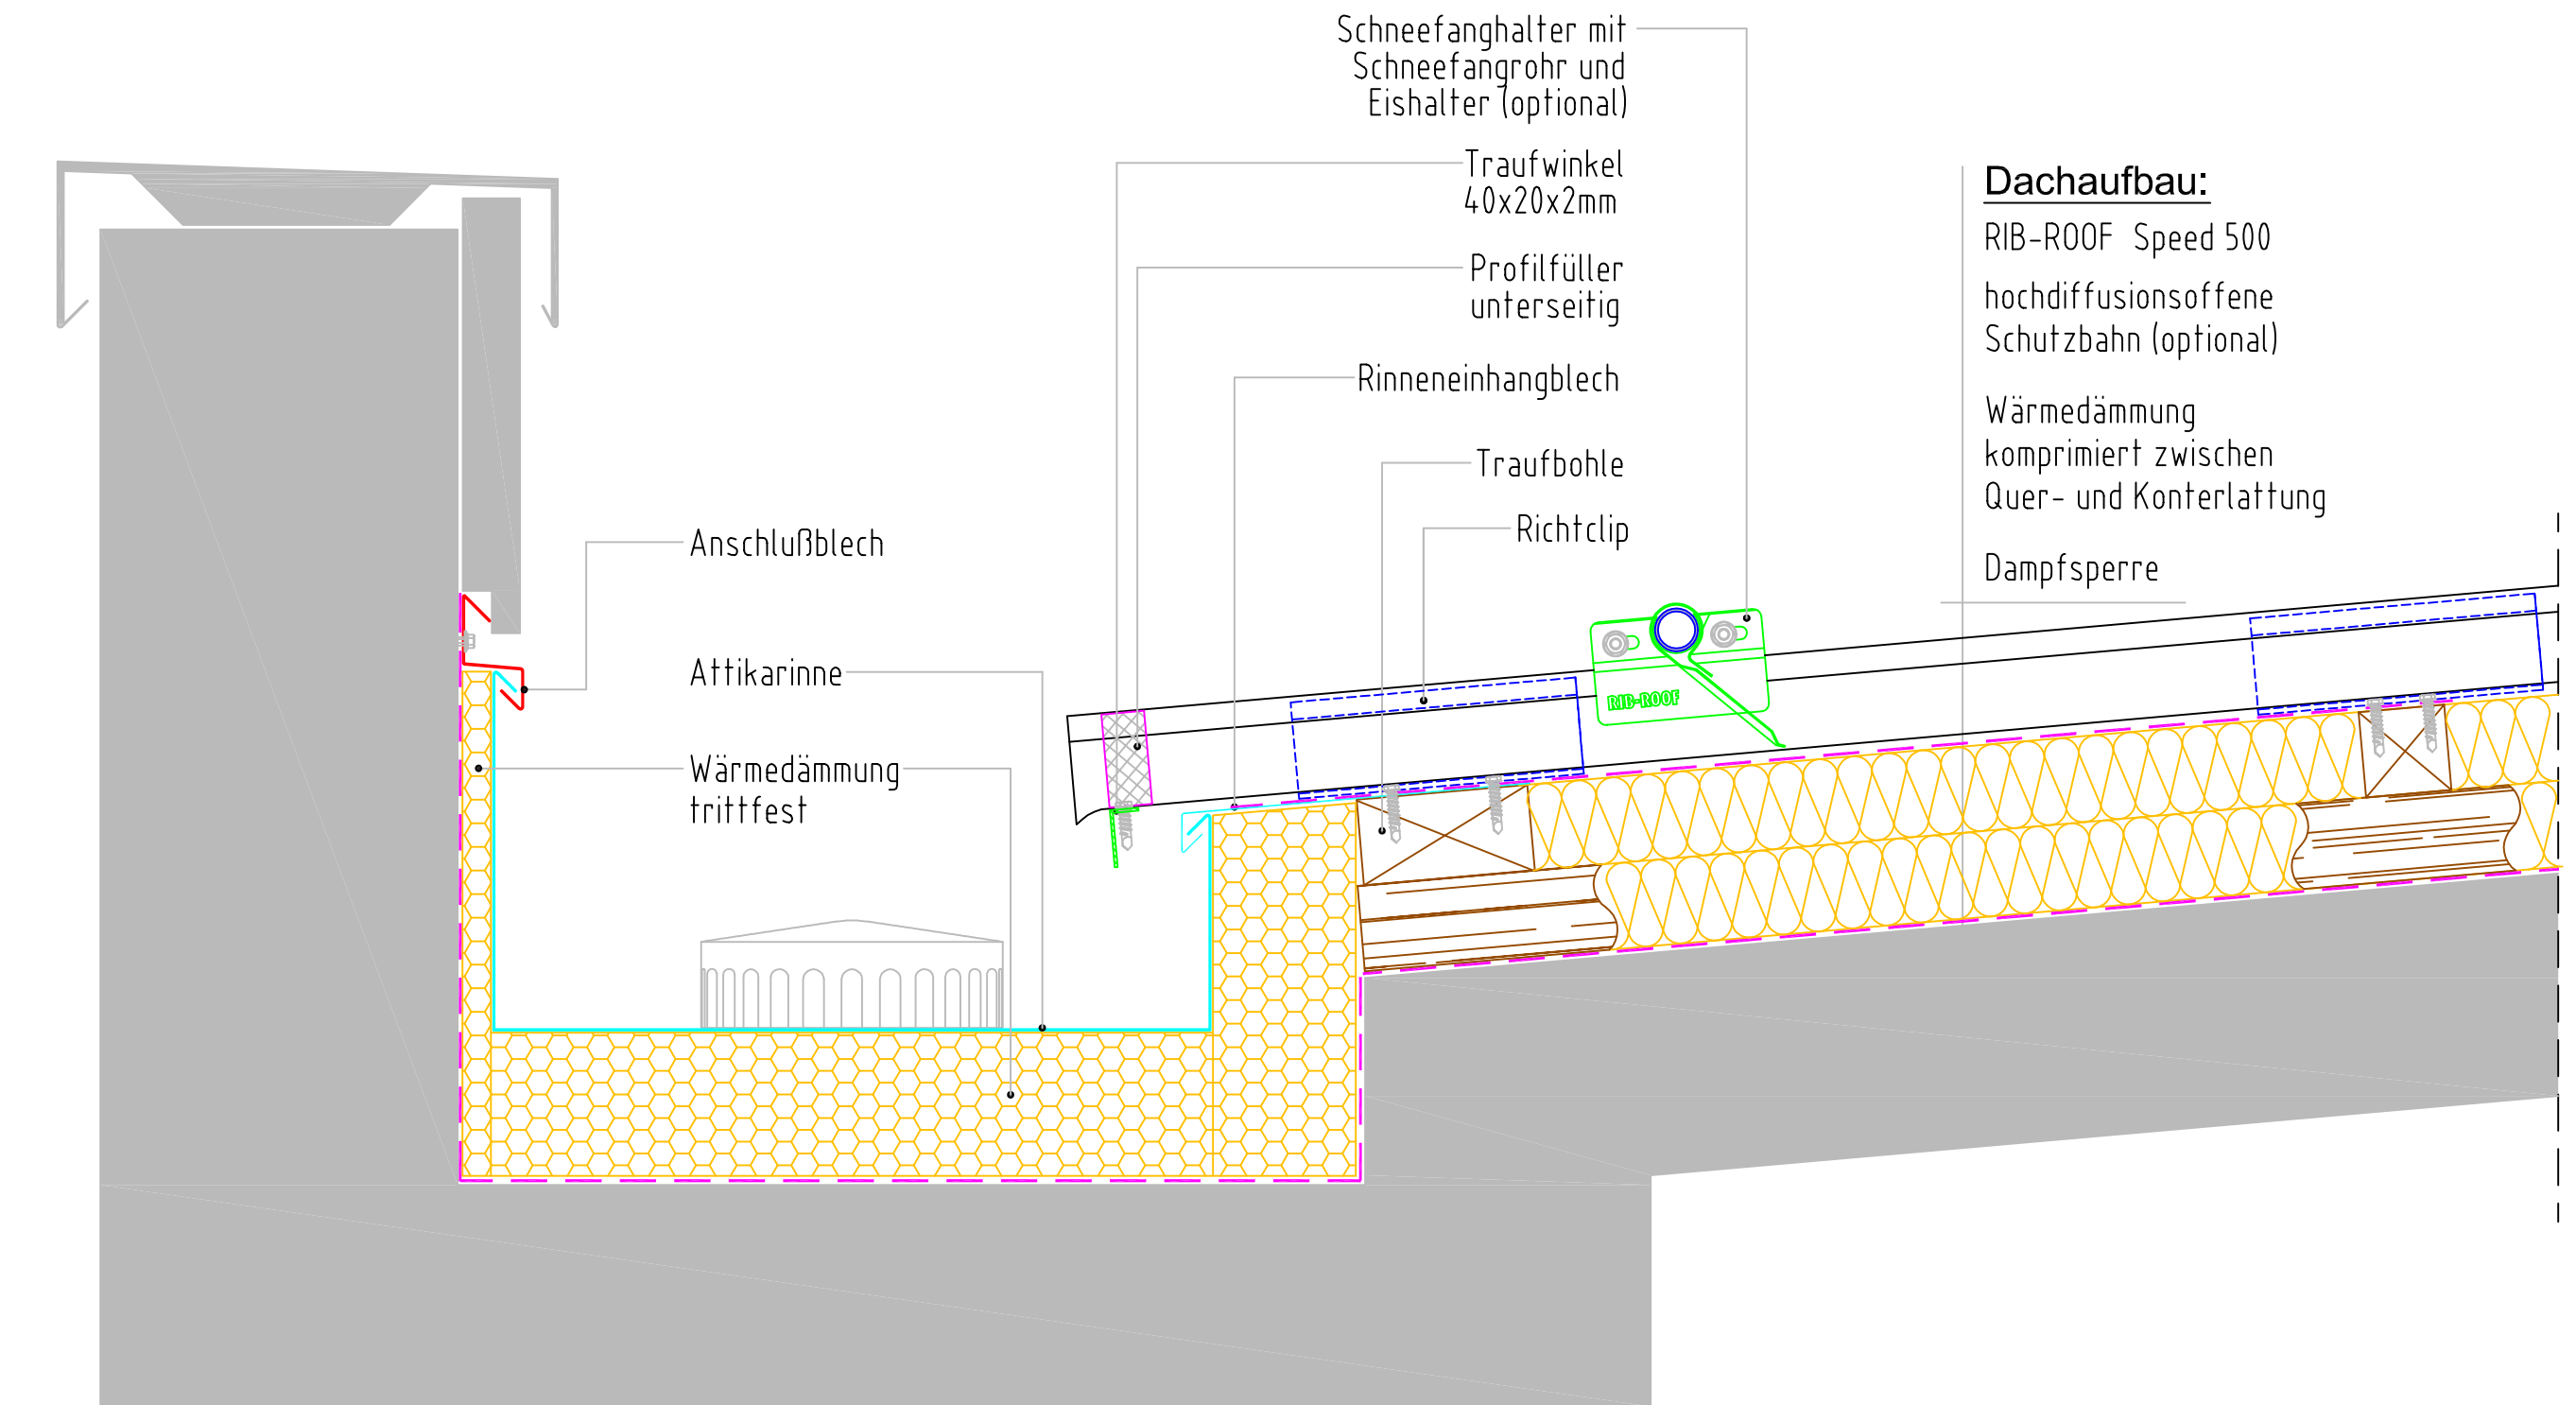 Schneefanghalter mit
Schneefangrohr und
Eishalter (optional)
Traufwinkel
40x20x2mm
Profilfüller
unterseitig
Rinneneinhangblech
Traufbohle
Richtclip
Dachaufbau:
RIB-ROOF Speed 500
hochdiffusionsoffene
Schutzbahn (optional)
Wärmedämmung
komprimiert zwischen
Quer- und Konterlattung
Dampfsperre
Anschlußblech
Attikarinne
Wärmedämmung
trittfest
RIB-ROOF